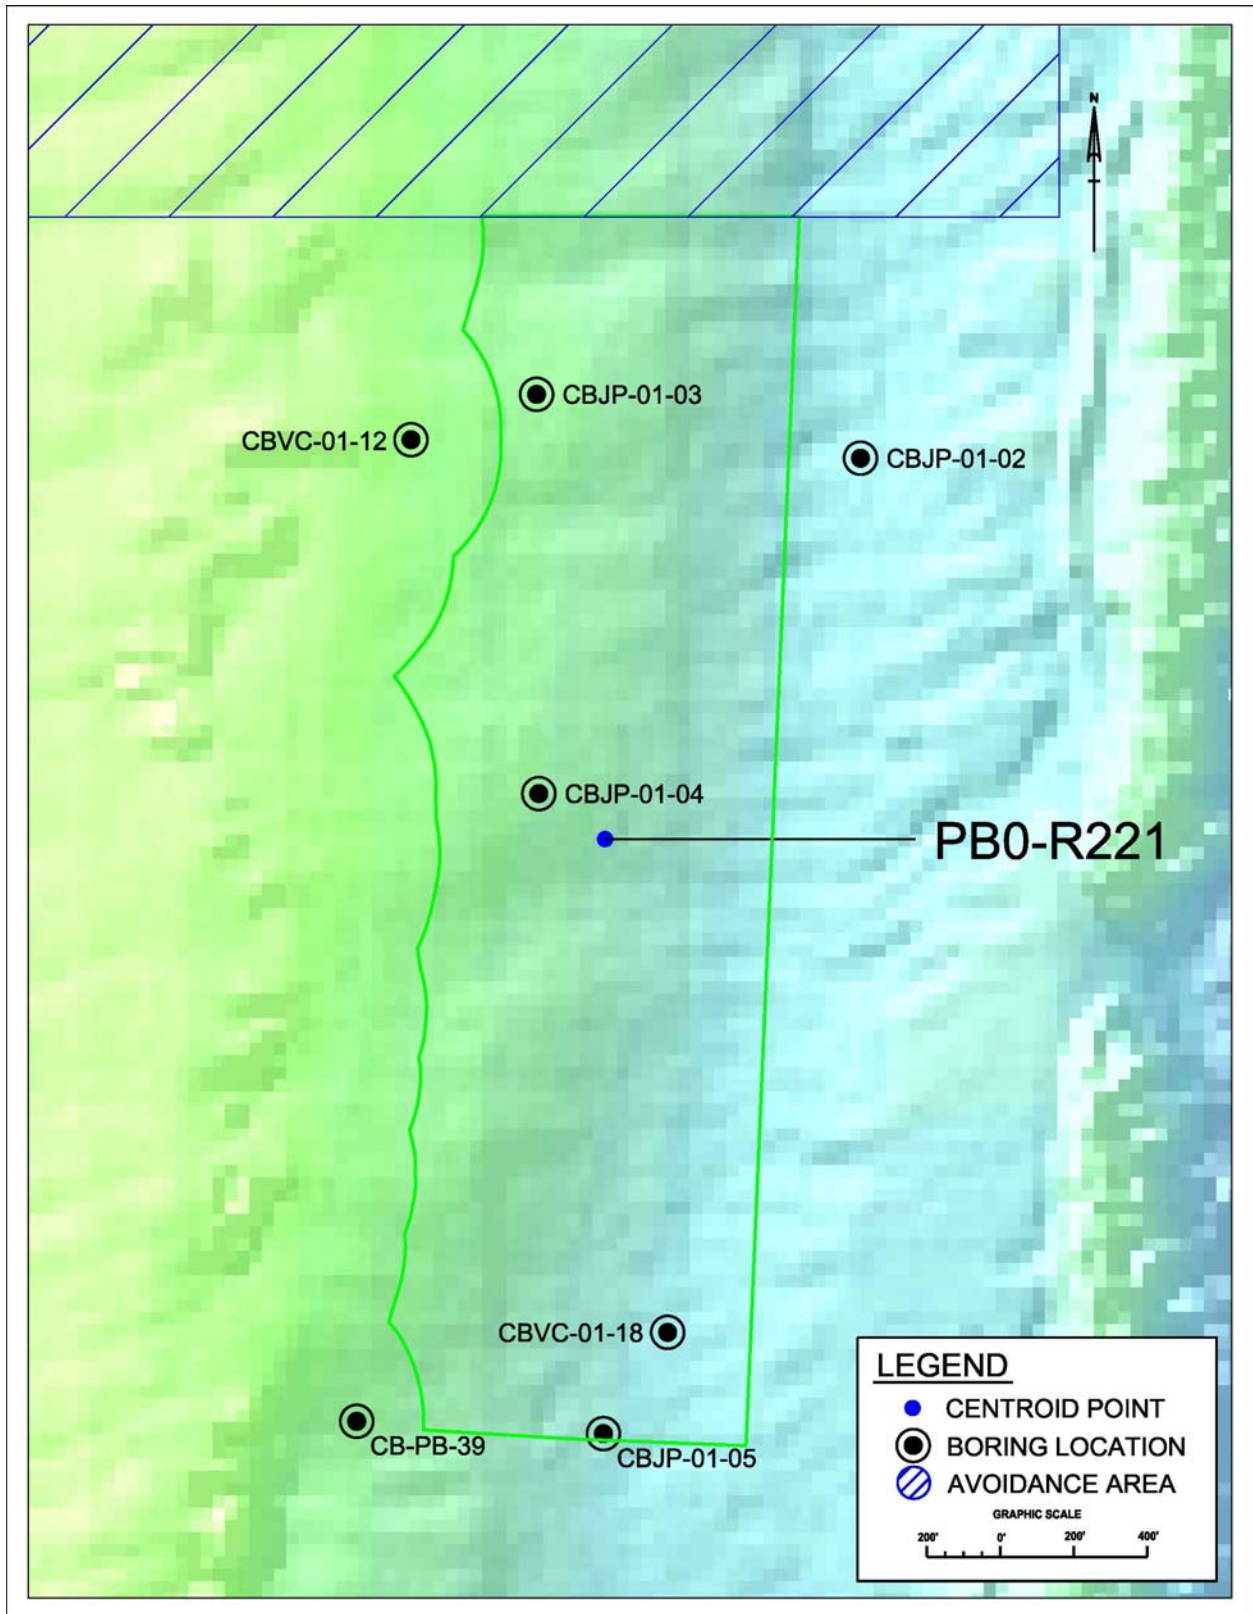 N
CBJP-01-03
CBVC-01-12
CBJP-01-02
CBJP-01-04
PB0-R221
CBVC-01-18
CB-PB-39
CBJP-01-05
LEGEND
CENTROID POINT
BORING LOCATION
AVOIDANCE AREA
GRAPHIC SCALE
200' 0' 200' 400'